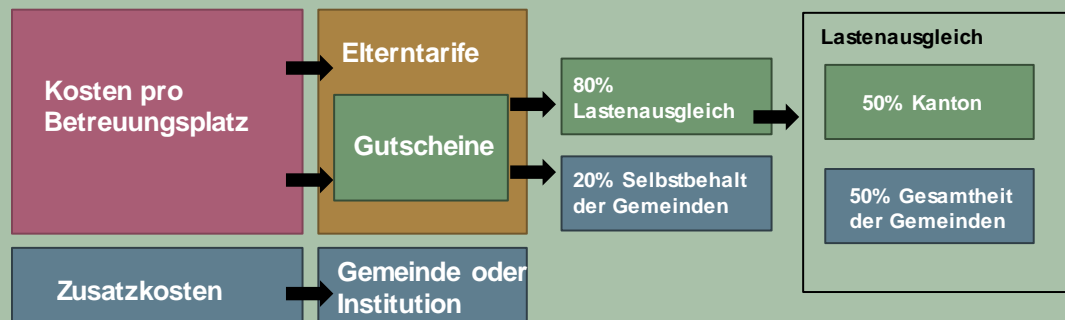 Kosten pro
Betreuungsplatz
Elterntarife
Gutscheine
80%
Lastenausgleich
20% Selbstbehalt
der Gemeinden
Lastenausgleich
50% Kanton
50% Gesamtheit
der Gemeinden
Zusatzkosten
Gemeinde oder
Institution